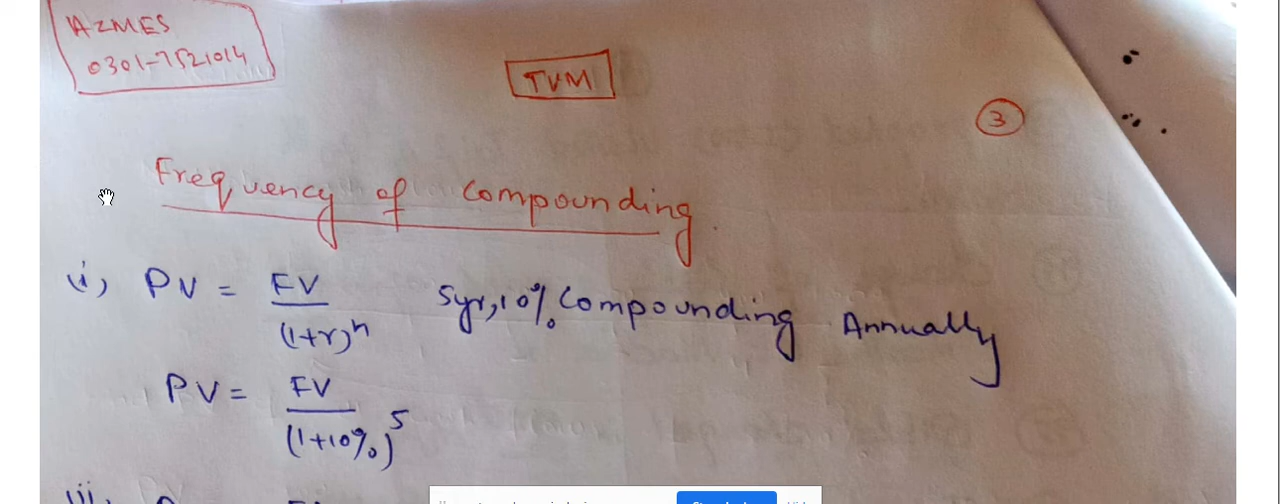 AZMES
0301-7521014
TVM
3
Frequency of Compounding
(i) PV = FV / (1+r)^n 5yr, 10% Compounding Annually
PV = FV / (1+10%)^5